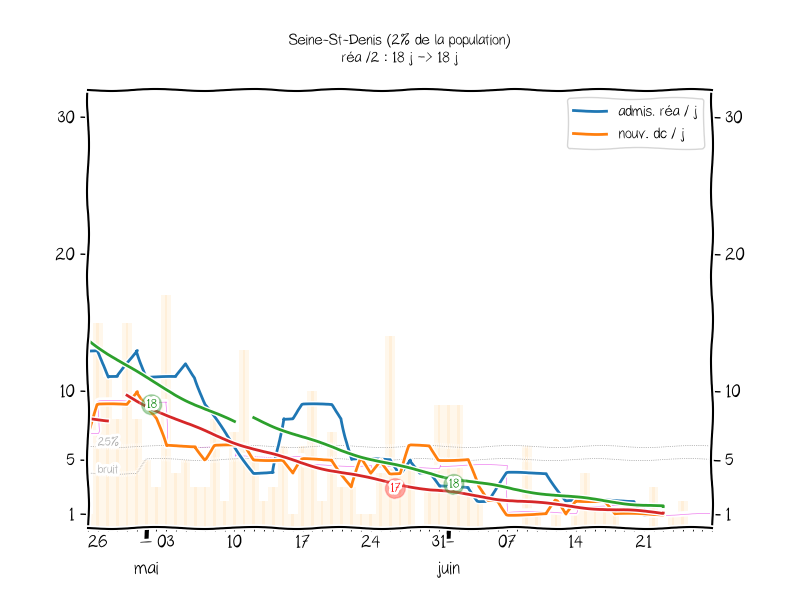 Seine-St-Denis (2% de la population)
réa /2 : 18 j -> 18 j
admis. réa / j
nouv. dc / j
30 30
20 20
10 10
5 5
1 1
18
25%
bruit
17
18
26 03 10 17 24 31 07 14 21
mai juin